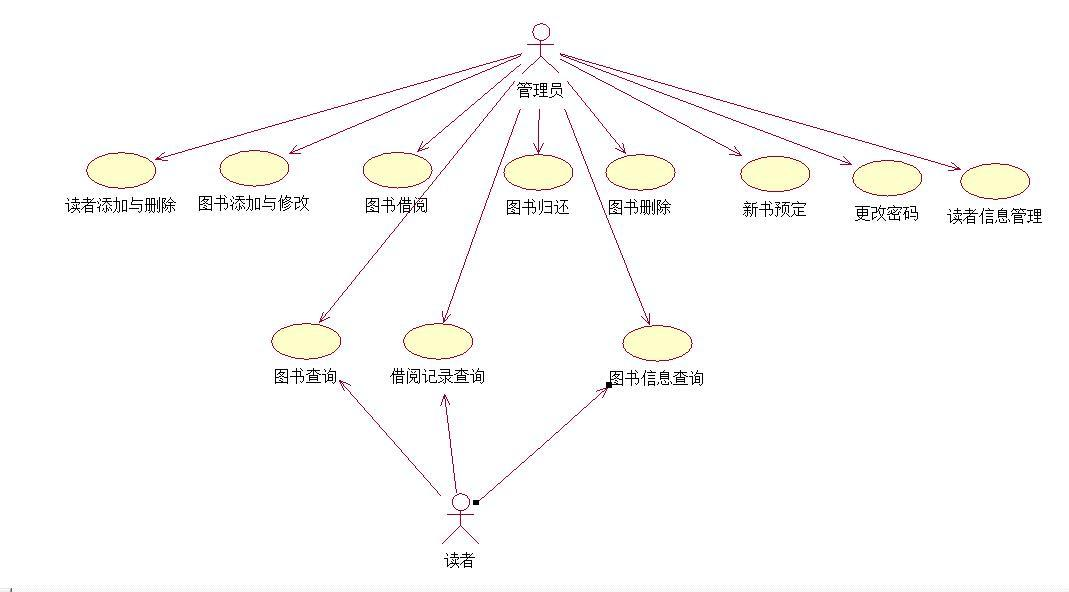 管理员
读者添加与删除
图书添加与修改
图书借阅
图书归还
图书删除
新书预定
更改密码
读者信息管理
图书查询
借阅记录查询
图书信息查询
读者